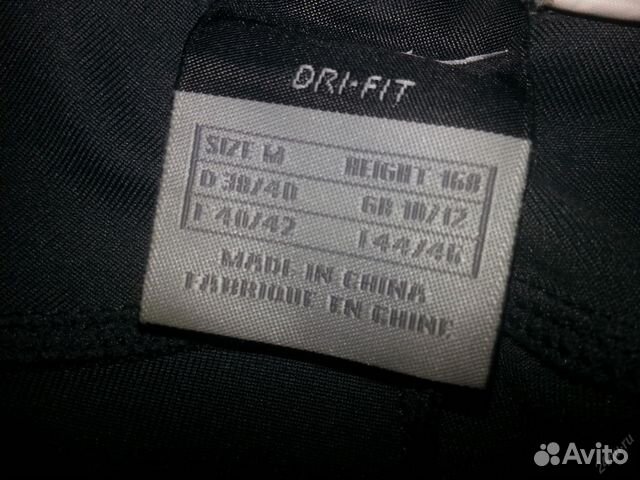 DRI-FIT
SIZE M HEIGHT 168
D 38/40 GB 10/12
F 40/42 I 44/46
MADE IN CHINA
FABRIQUE EN CHINE
Avito